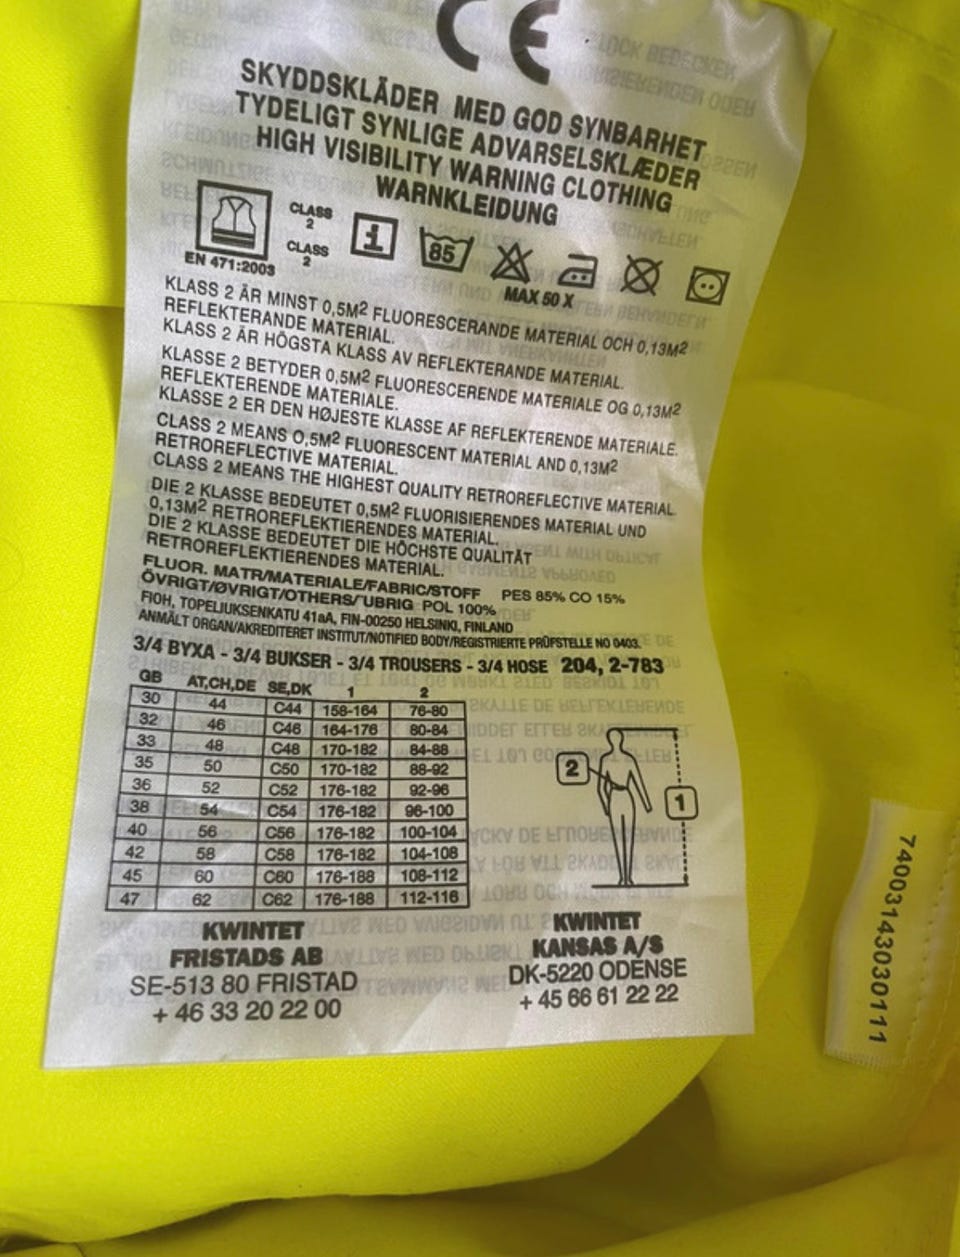 CE
SKYDDSKLÄDER MED GOD SYNBARHET
TYDELIGT SYNLIGE ADVARSELSKLÆDER
HIGH VISIBILITY WARNING CLOTHING
WARNKLEIDUNG
CLASS
2
CLASS
2
EN 471:2003
i
85
MAX 50 X
KLASS 2 ÄR MINST 0,5M2 FLUORESCERANDE MATERIAL OCH 0,13M2
REFLEKTERANDE MATERIAL.
KLASS 2 ÄR HÖGSTA KLASS AV REFLEKTERANDE MATERIAL.
KLASSE 2 BETYDER 0,5M2 FLUORESCERENDE MATERIALE OG 0,13M2
REFLEKTERENDE MATERIALE.
KLASSE 2 ER DEN HØJESTE KLASSE AF REFLEKTERENDE MATERIALE.
CLASS 2 MEANS 0,5M2 FLUORESCENT MATERIAL AND 0,13M2
RETROREFLECTIVE MATERIAL.
CLASS 2 MEANS THE HIGHEST QUALITY RETROREFLECTIVE MATERIAL.
DIE 2 KLASSE BEDEUTET 0,5M2 FLUORISIERENDES MATERIAL UND
0,13M2 RETROREFLEKTIERENDES MATERIAL.
DIE 2 KLASSE BEDEUTET DIE HÖCHSTE QUALITÄT
RETROREFLEKTIERENDES MATERIAL.
FLUOR. MATR/MATERIALE/FABRIC/STOFF PES 85% CO 15%
ÖVRIGT/ØVRIGT/OTHERS/¨UBRIG POL 100%
FIOH, TOPELIUKSENKATU 41aA, FIN-00250 HELSINKI, FINLAND
ANMÄLT ORGAN/AKREDITERET INSTITUT/NOTIFIED BODY/REGISTRIERTE PRÜFSTELLE NO 0403.
3/4 BYXA - 3/4 BUKSER - 3/4 TROUSERS - 3/4 HOSE 204, 2-783
GB AT,CH,DE SE,DK 1 2
30 44 C44 158-164 76-80
32 46 C46 164-176 80-84
33 48 C48 170-182 84-88
35 50 C50 170-182 88-92
36 52 C52 176-182 92-96
38 54 C54 176-182 96-100
40 56 C56 176-182 100-104
42 58 C58 176-182 104-108
45 60 C60 176-188 108-112
47 62 C62 176-188 112-116
2
1
KWINTET
FRISTADS AB
SE-513 80 FRISTAD
+ 46 33 20 22 00
KWINTET
KANSAS A/S
DK-5220 ODENSE
+ 45 66 61 22 22
7400314303011​1